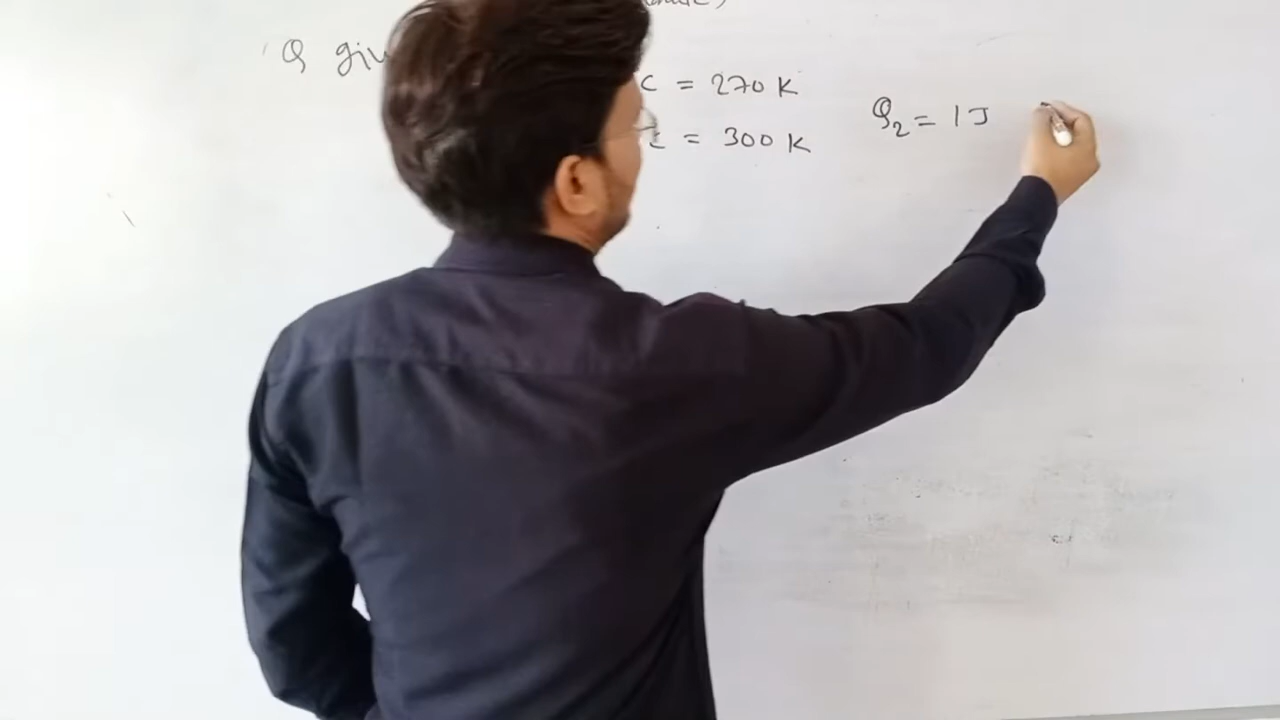 Q giv
c = 270 K
= 300 K
Q₂ = 1 J